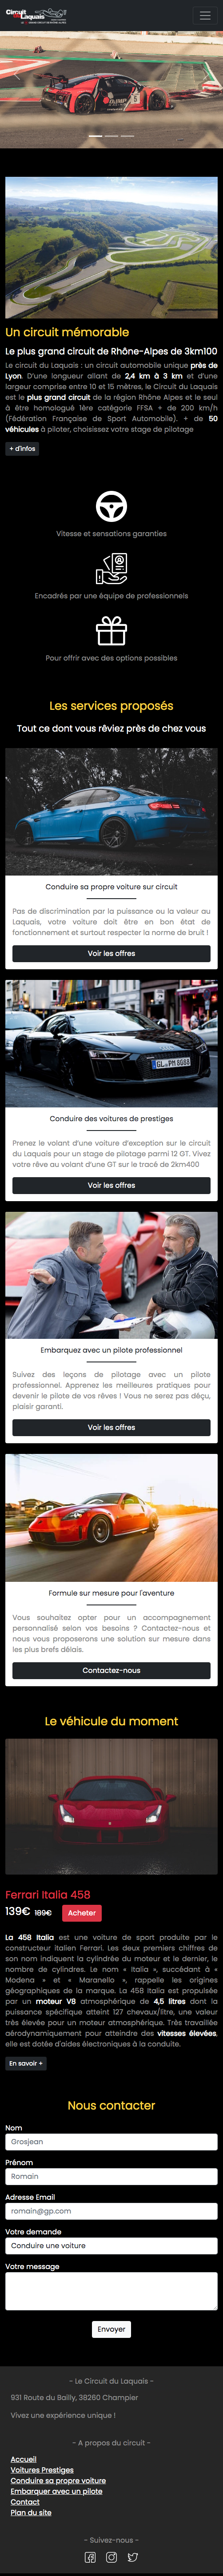 Circuit
du Laquais
Un circuit mémorable
Le plus grand circuit de Rhône-Alpes de 3km100
Le circuit du Laquais : un circuit automobile unique près de
Lyon. D'une longueur allant de 2,4 km à 3 km et d'une
largeur comprise entre 10 et 15 mètres, le Circuit du Laquais
est le plus grand circuit de la région Rhône Alpes et le seul
à être homologué 1ère catégorie FFSA + de 200 km/h
(Fédération Française de Sport Automobile). + de 50
véhicules à piloter, choisissez votre stage de pilotage
+ d'infos
Vitesse et sensations garanties
Encadrés par une équipe de professionnels
Pour offrir avec des options possibles
Les services proposés
Tout ce dont vous rêviez près de chez vous
Conduire sa propre voiture sur circuit
Pas de discrimination par la puissance ou la valeur au
Laquais, votre voiture doit être en bon état de
fonctionnement et surtout respecter la norme de bruit !
Voir les offres
GL·PM 8088
Conduire des voitures de prestiges
Prenez le volant d'une voiture d'exception sur le circuit
du Laquais pour un stage de pilotage parmi 12 GT. Vivez
votre rêve au volant d'une GT sur le tracé de 2km400
Voir les offres
Embarquez avec un pilote professionnel
Suivez des leçons de pilotage avec un pilote
professionnel. Apprenez les meilleures pratiques pour
devenir le pilote de vos rêves ! Vous ne serez pas déçu,
plaisir garanti.
Voir les offres
Formule sur mesure pour l'aventure
Vous souhaitez opter pour un accompagnement
personnalisé selon vos besoins ? Contactez-nous et
nous vous proposerons une solution sur mesure dans
les plus brefs délais.
Contactez-nous
Le véhicule du moment
Ferrari Italia 458
139€ 189€ Acheter
La 458 Italia est une voiture de sport produite par le
constructeur italien Ferrari. Les deux premiers chiffres de
son nom indiquent la cylindrée du moteur et le dernier, le
nombre de cylindres. Le nom « Italia », succédant à «
Modena » et « Maranello », rappelle les origines
géographiques de la marque. La 458 Italia est propulsée
par un moteur V8 atmosphérique de 4,5 litres dont la
puissance spécifique atteint 127 chevaux/litre, une valeur
très élevée pour un moteur atmosphérique. Très travaillée
aérodynamiquement pour atteindre des vitesses élevées,
elle est dotée d'aides électroniques à la conduite.
En savoir +
Nous contacter
Nom
Grosjean
Prénom
Romain
Adresse Email
romain@gp.com
Votre demande
Conduire une voiture
Votre message
Envoyer
- Le Circuit du Laquais -
931 Route du Bailly, 38260 Champier
Vivez une expérience unique !
- A propos du circuit -
Accueil
Voitures Prestiges
Conduire sa propre voiture
Embarquer avec un pilote
Contact
Plan du site
- Suivez-nous -